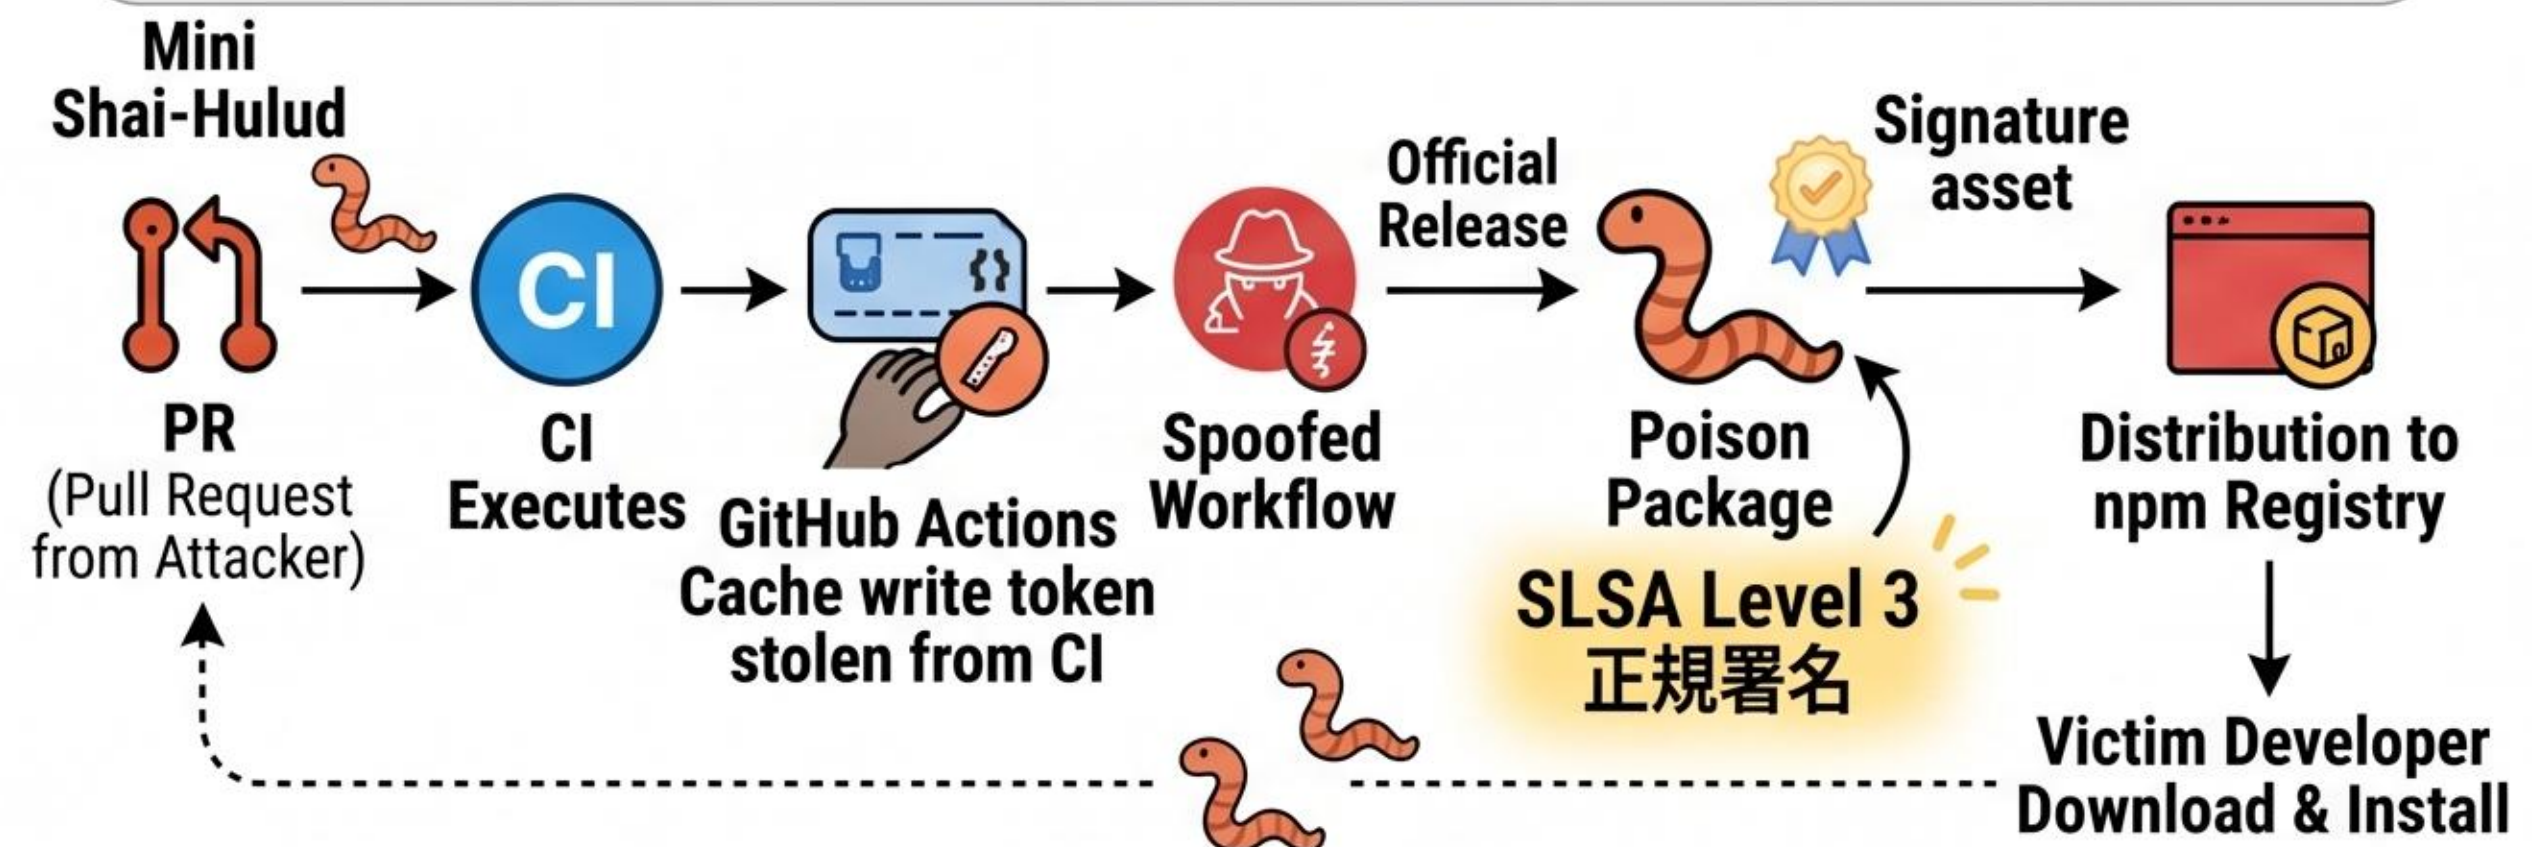 Mini
Shai-Hulud
PR
(Pull Request
from Attacker)
CI
CI
Executes
GitHub Actions
Cache write token
stolen from CI
Spoofed
Workflow
Official
Release
Poison
Package
SLSA Level 3
正規署名
Signature
asset
Distribution to
npm Registry
Victim Developer
Download & Install